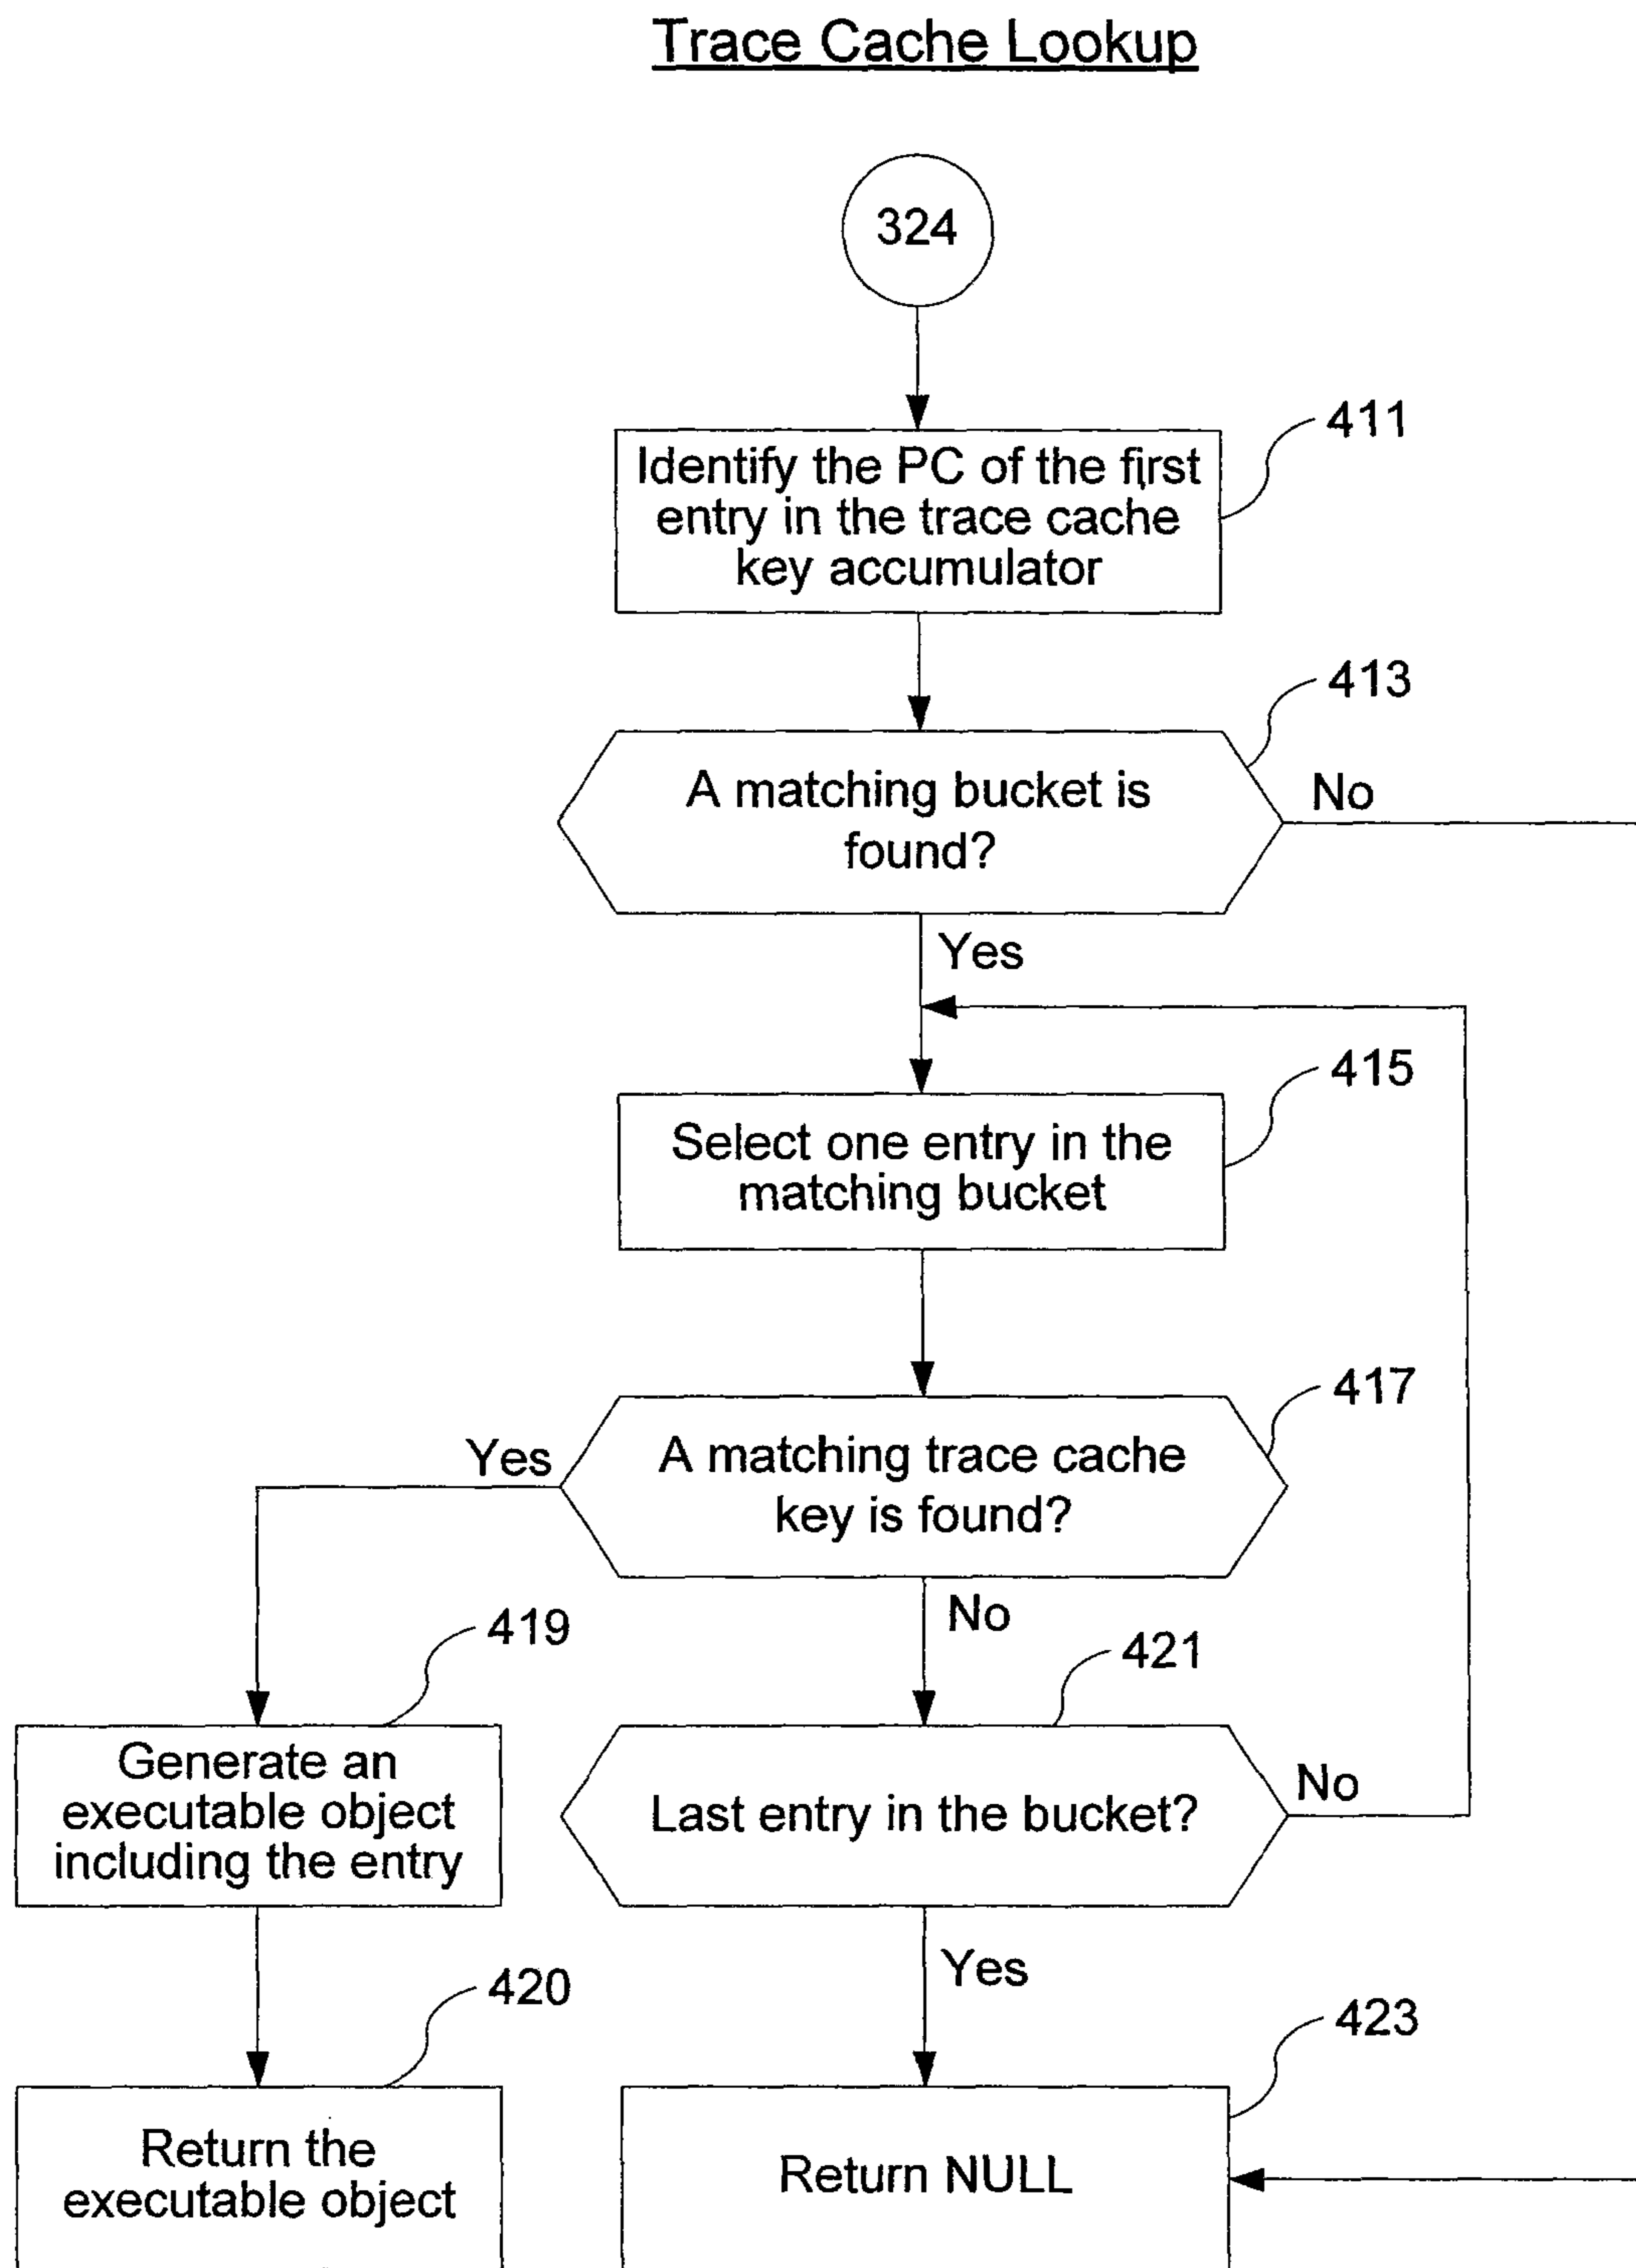 Trace Cache Lookup
324
411
Identify the PC of the first
entry in the trace cache
key accumulator
413
A matching bucket is
found?
No
Yes
415
Select one entry in the
matching bucket
417
A matching trace cache
key is found?
Yes
No
419
421
Generate an
executable object
including the entry
Last entry in the bucket?
No
Yes
420
423
Return the
executable object
Return NULL